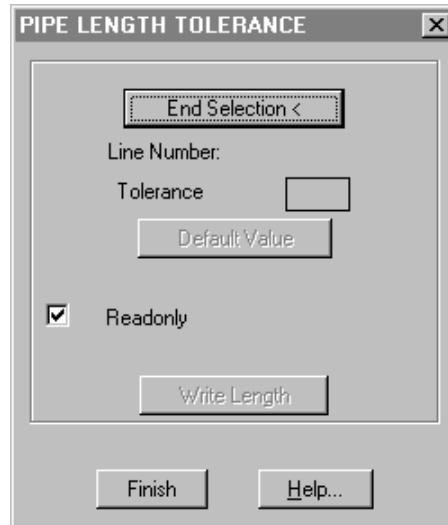 PIPE LENGTH TOLERANCE
End Selection <
Line Number:
Tolerance
Default Value
Readonly
Write Length
Finish Help...